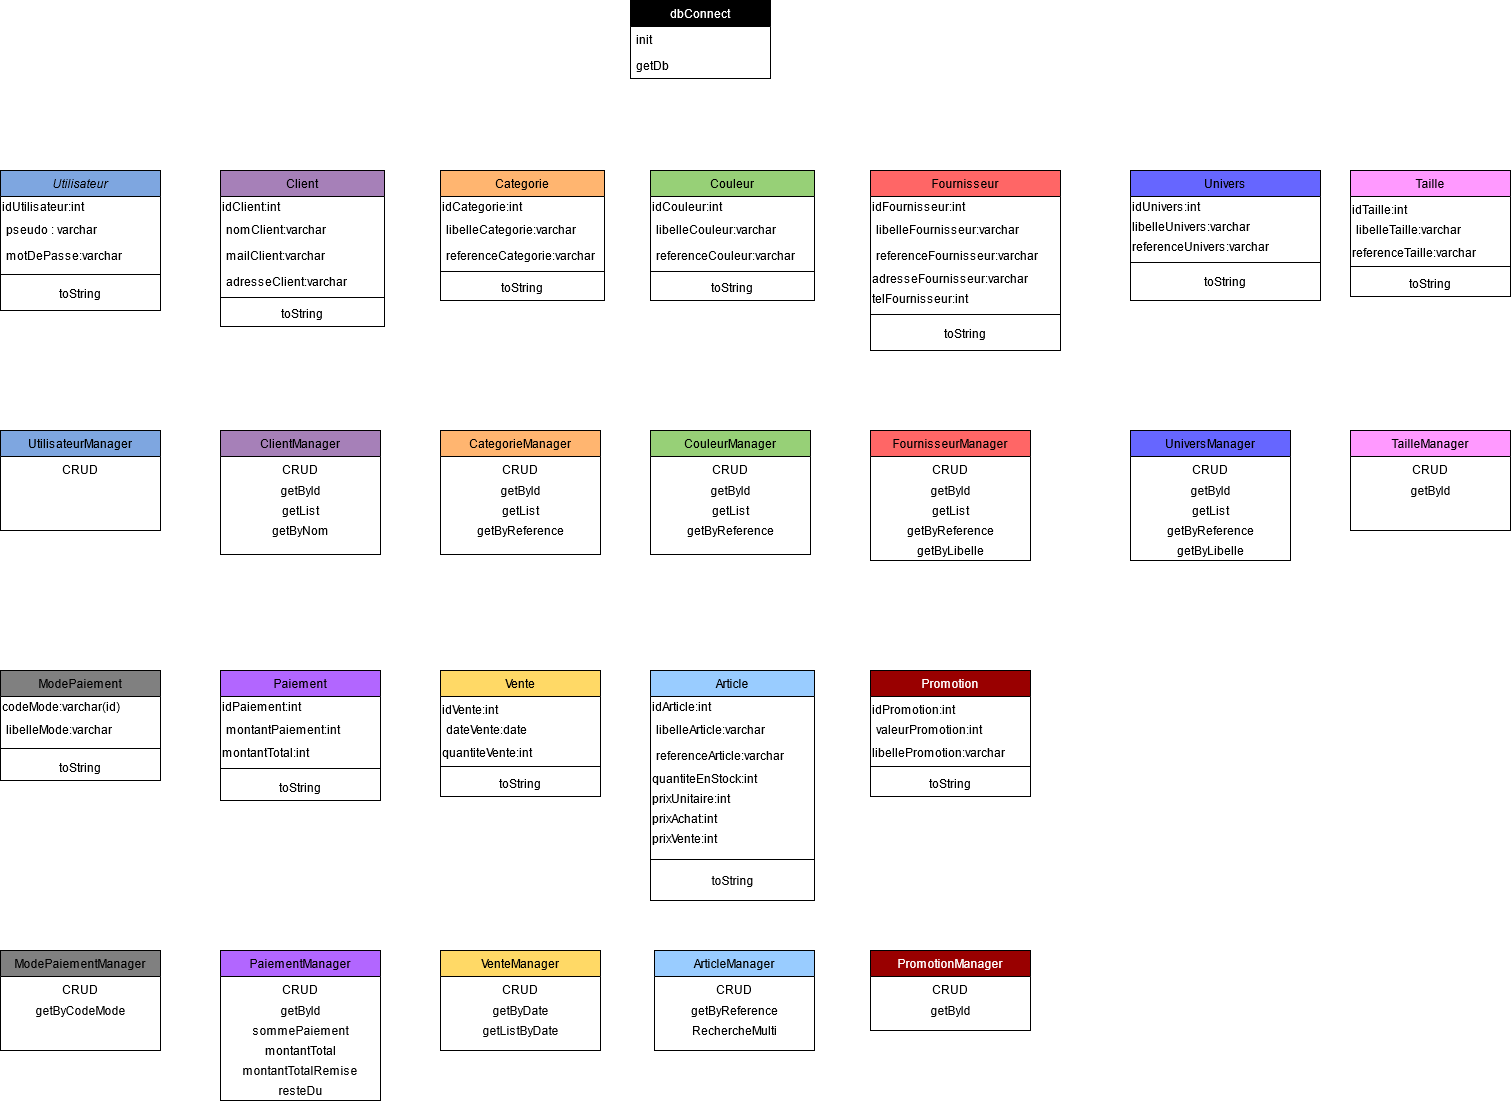 dbConnect
init
getDb
Utilisateur
idUtilisateur:int
pseudo : varchar
motDePasse:varchar
toString
Client
idClient:int
nomClient:varchar
mailClient:varchar
adresseClient:varchar
toString
Categorie
idCategorie:int
libelleCategorie:varchar
referenceCategorie:varchar
toString
Couleur
idCouleur:int
libelleCouleur:varchar
referenceCouleur:varchar
toString
Fournisseur
idFournisseur:int
libelleFournisseur:varchar
referenceFournisseur:varchar
adresseFournisseur:varchar
telFournisseur:int
toString
Univers
idUnivers:int
libelleUnivers:varchar
referenceUnivers:varchar
toString
Taille
idTaille:int
libelleTaille:varchar
referenceTaille:varchar
toString
UtilisateurManager
CRUD
ClientManager
CRUD
getById
getList
getByNom
CategorieManager
CRUD
getById
getList
getByReference
CouleurManager
CRUD
getById
getList
getByReference
FournisseurManager
CRUD
getById
getList
getByReference
getByLibelle
UniversManager
CRUD
getById
getList
getByReference
getByLibelle
TailleManager
CRUD
getById
ModePaiement
codeMode:varchar(id)
libelleMode:varchar
toString
Paiement
idPaiement:int
montantPaiement:int
montantTotal:int
toString
Vente
idVente:int
dateVente:date
quantiteVente:int
toString
Article
idArticle:int
libelleArticle:varchar
referenceArticle:varchar
quantiteEnStock:int
prixUnitaire:int
prixAchat:int
prixVente:int
toString
Promotion
idPromotion:int
valeurPromotion:int
libellePromotion:varchar
toString
ModePaiementManager
CRUD
getByCodeMode
PaiementManager
CRUD
getById
sommePaiement
montantTotal
montantTotalRemise
resteDu
VenteManager
CRUD
getByDate
getListByDate
ArticleManager
CRUD
getByReference
RechercheMulti
PromotionManager
CRUD
getById